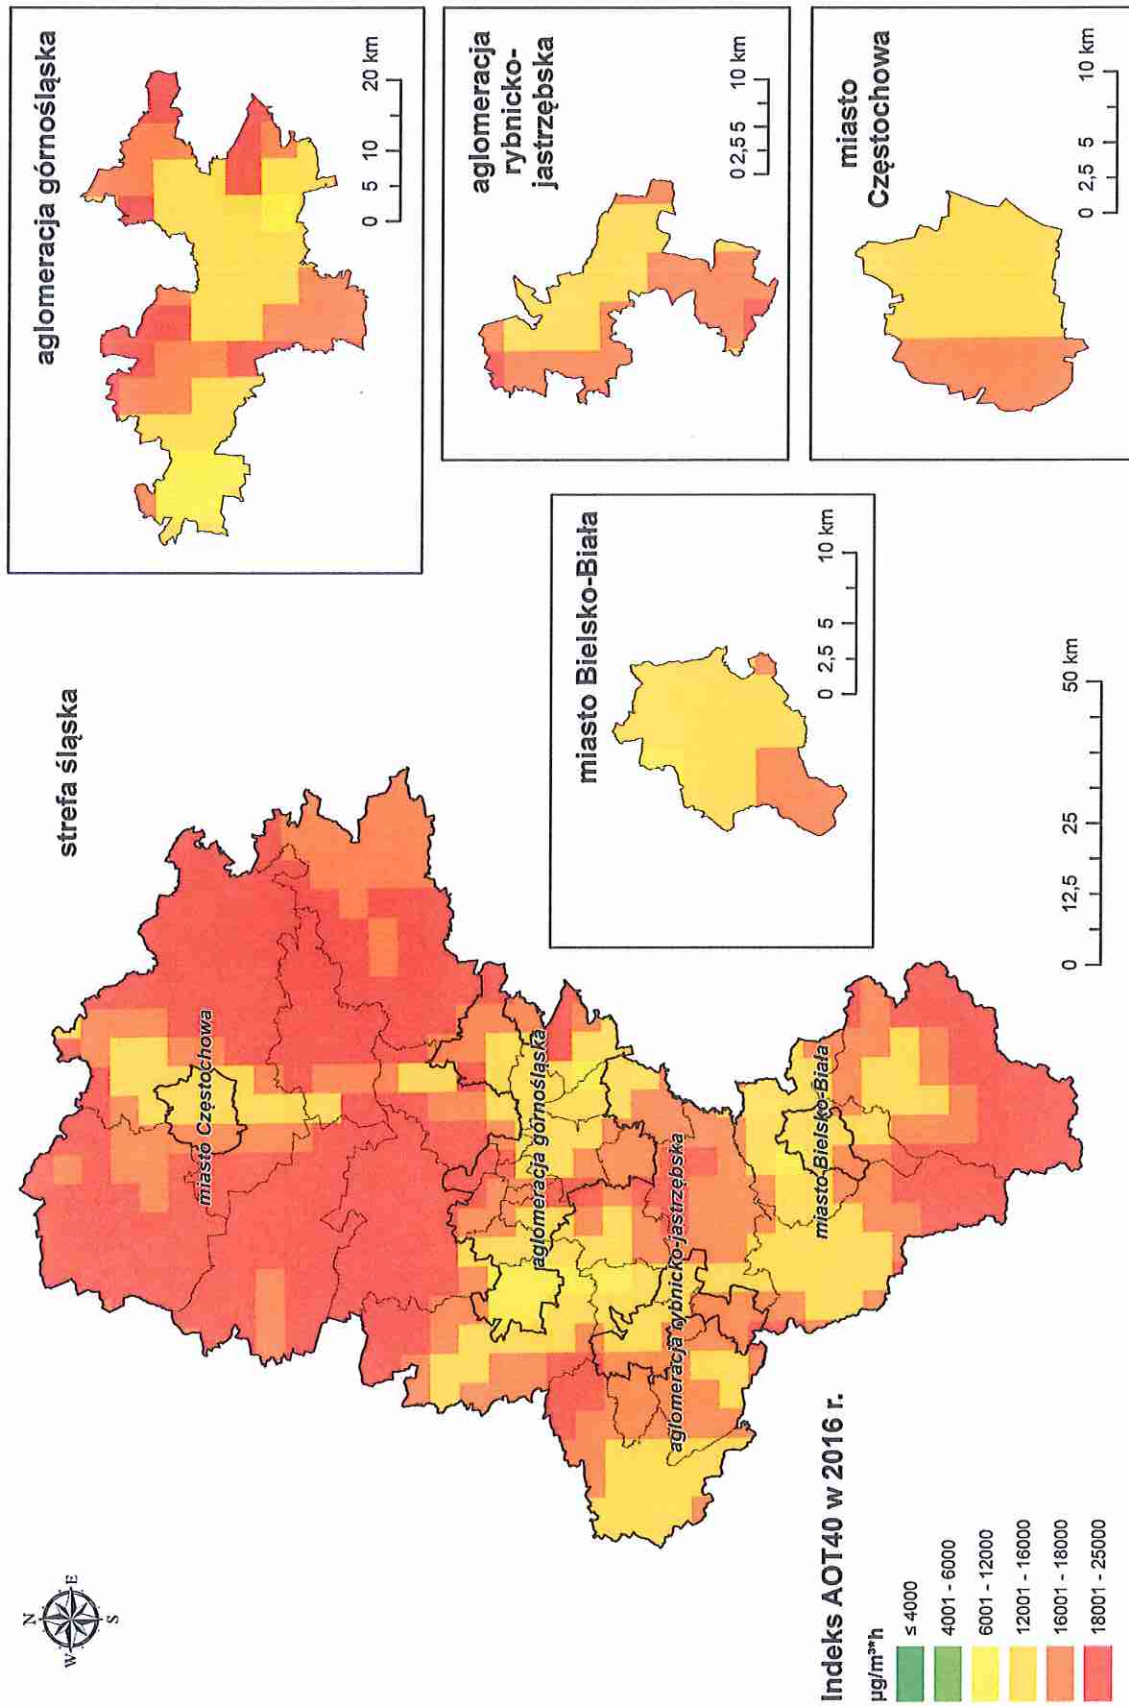 strefa śląska
aglomeracja górnośląska
0 5 10 20 km
aglomeracja
rybnicko-
jastrzębska
0 2,5 5 10 km
miasto
Częstochowa
0 2,5 5 10 km
miasto Bielsko-Biała
0 2,5 5 10 km
N
W E
S
miasto Częstochowa
aglomeracja górnośląska
aglomeracja rybnicko-jastrzębska
miasto Bielsko-Biała
0 12,5 25 50 km
Indeks AOT40 w 2016 r.
µg/m³*h
≤ 4000
4001 - 6000
6001 - 12000
12001 - 16000
16001 - 18000
18001 - 25000